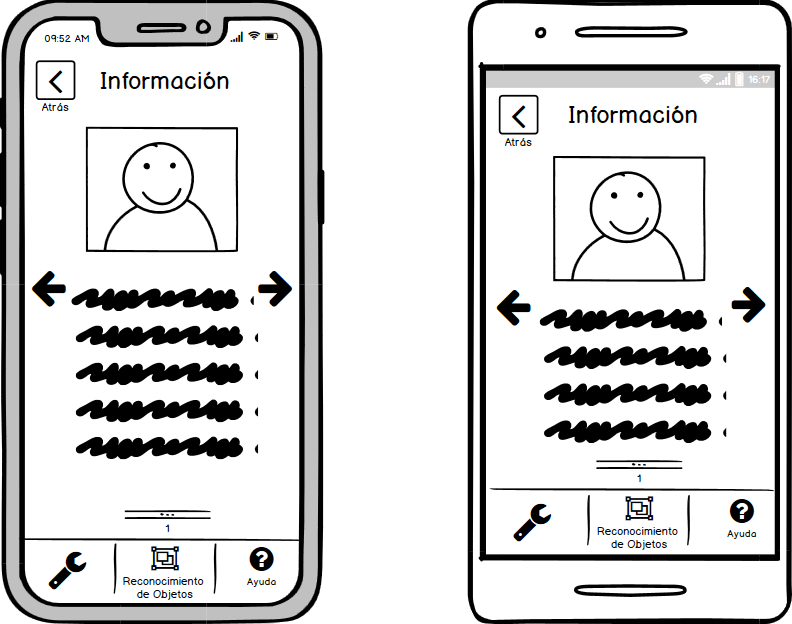 09:52 AM
Información
Atrás
1
Reconocimiento
de Objetos
Ayuda
16:17
Información
Atrás
1
Reconocimiento
de Objetos
Ayuda